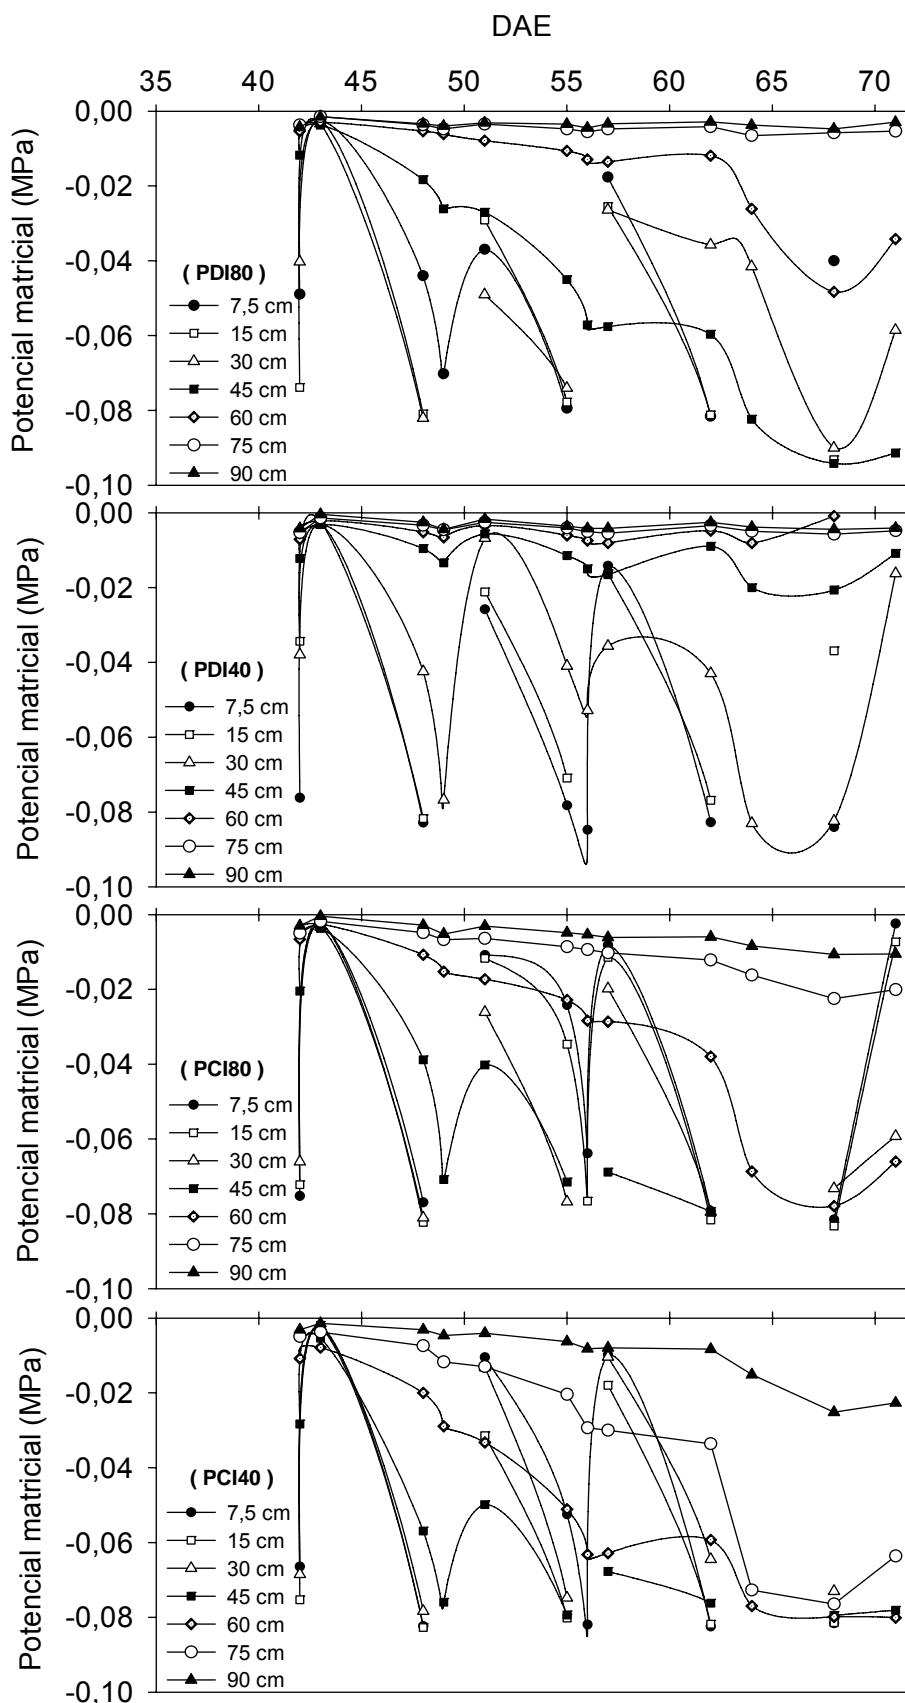 DAE
35 40 45 50 55 60 65 70
0,00
-0,02
-0,04
-0,06
-0,08
-0,10
Potencial matricial (MPa)
( PDI80 )
7,5 cm
15 cm
30 cm
45 cm
60 cm
75 cm
90 cm
0,00
-0,02
-0,04
-0,06
-0,08
-0,10
Potencial matricial (MPa)
( PDI40 )
7,5 cm
15 cm
30 cm
45 cm
60 cm
75 cm
90 cm
0,00
-0,02
-0,04
-0,06
-0,08
-0,10
Potencial matricial (MPa)
( PCI80 )
7,5 cm
15 cm
30 cm
45 cm
60 cm
75 cm
90 cm
0,00
-0,02
-0,04
-0,06
-0,08
-0,10
Potencial matricial (MPa)
( PCI40 )
7,5 cm
15 cm
30 cm
45 cm
60 cm
75 cm
90 cm